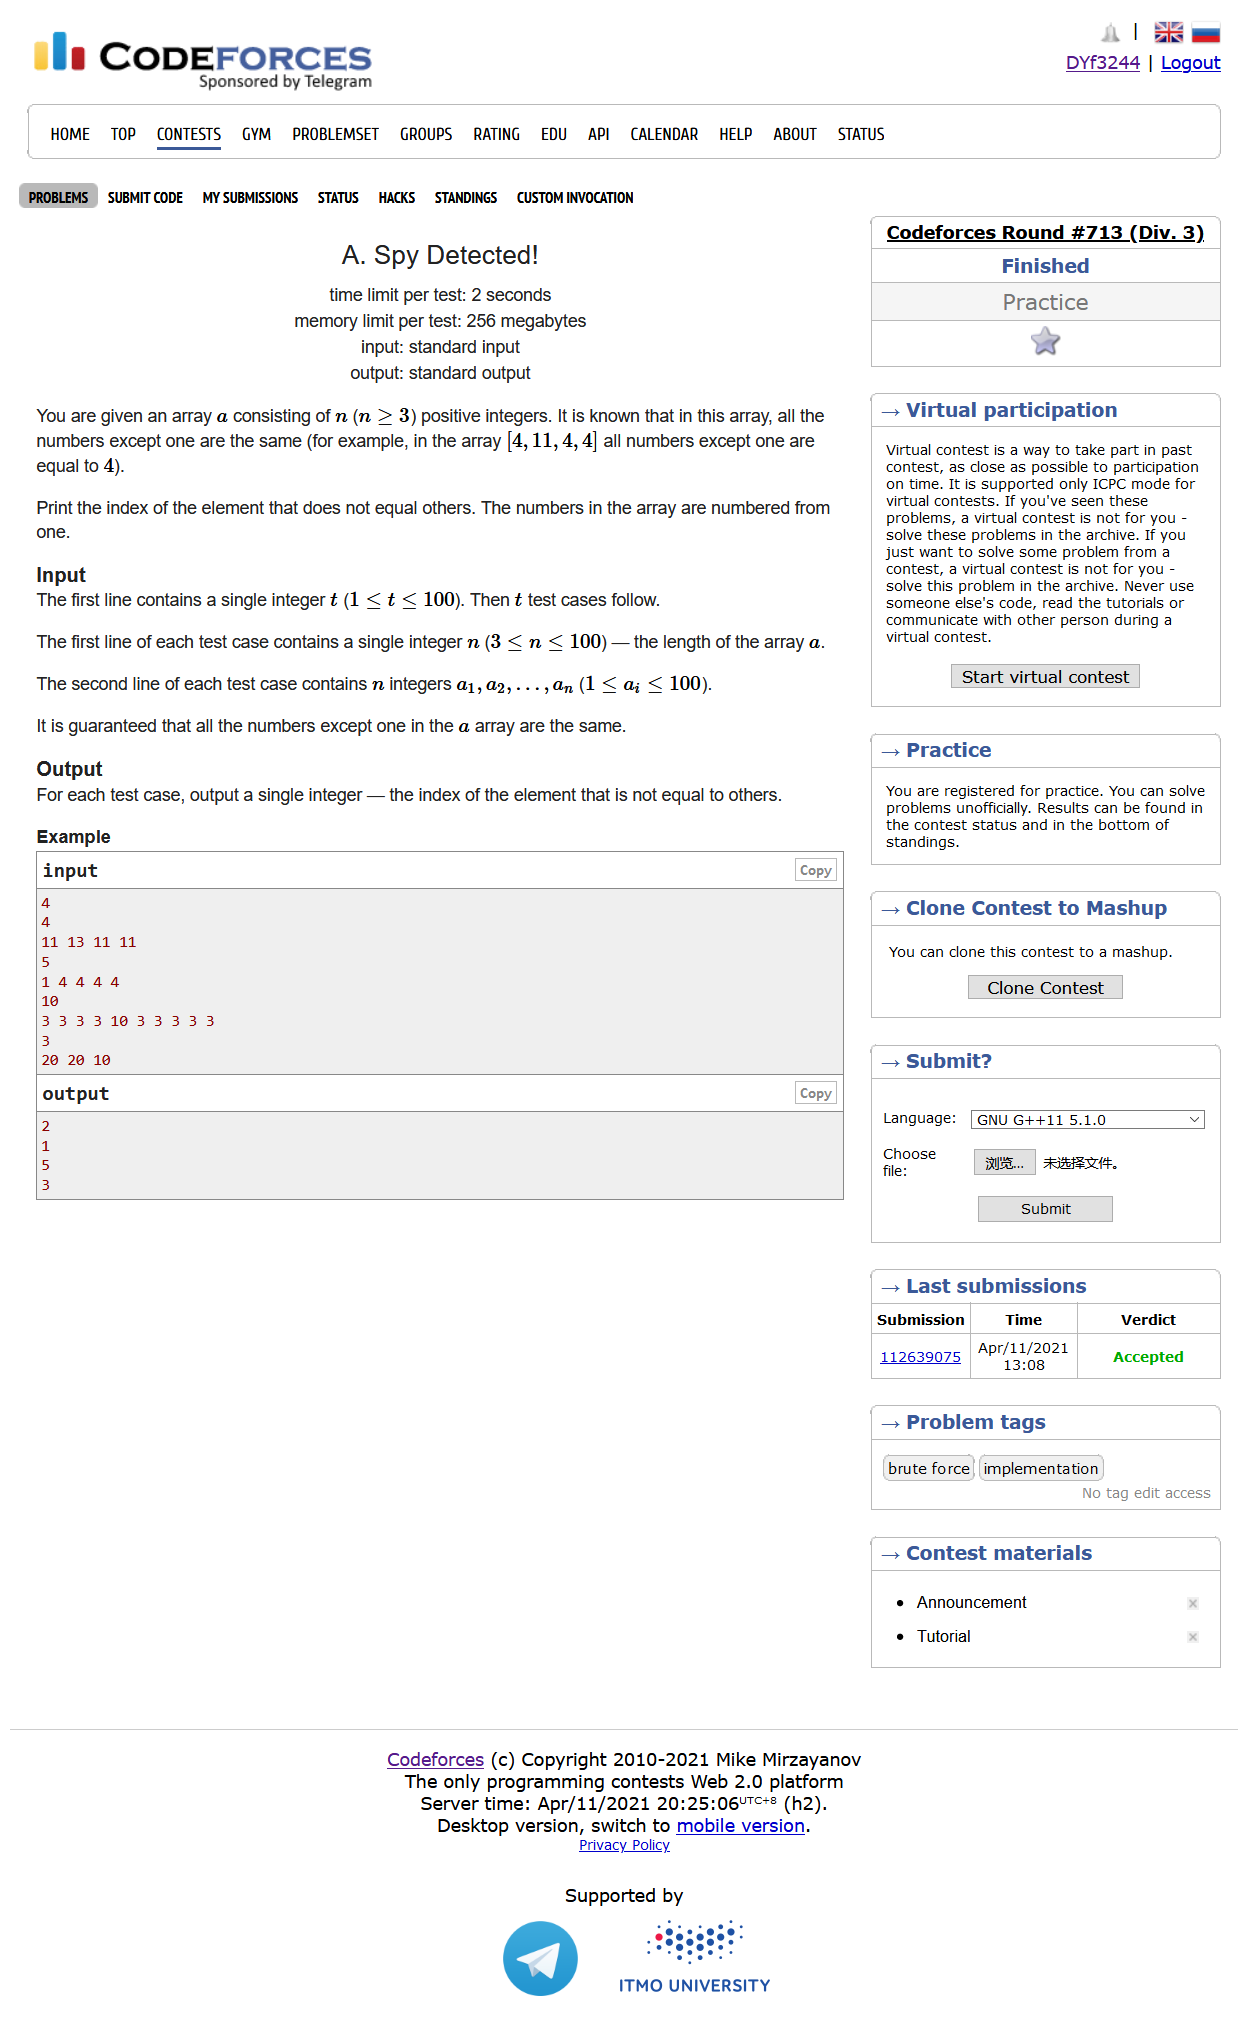 CODEFORCES
Sponsored by Telegram
|
DYf3244 | Logout
HOME TOP CONTESTS GYM PROBLEMSET GROUPS RATING EDU API CALENDAR HELP ABOUT STATUS
PROBLEMS SUBMIT CODE MY SUBMISSIONS STATUS HACKS STANDINGS CUSTOM INVOCATION
A. Spy Detected!
time limit per test: 2 seconds
memory limit per test: 256 megabytes
input: standard input
output: standard output
You are given an array a consisting of n (n ≥ 3) positive integers. It is known that in this array, all the
numbers except one are the same (for example, in the array [4, 11, 4, 4] all numbers except one are
equal to 4).
Print the index of the element that does not equal others. The numbers in the array are numbered from
one.
Input
The first line contains a single integer t (1 ≤ t ≤ 100). Then t test cases follow.
The first line of each test case contains a single integer n (3 ≤ n ≤ 100) — the length of the array a.
The second line of each test case contains n integers a₁, a₂, …, aₙ (1 ≤ aᵢ ≤ 100).
It is guaranteed that all the numbers except one in the a array are the same.
Output
For each test case, output a single integer — the index of the element that is not equal to others.
Example
input Copy
4
4
11 13 11 11
5
1 4 4 4 4
10
3 3 3 3 10 3 3 3 3 3
3
20 20 10
output Copy
2
1
5
3
Codeforces Round #713 (Div. 3)
Finished
Practice
→ Virtual participation
Virtual contest is a way to take part in past
contest, as close as possible to participation
on time. It is supported only ICPC mode for
virtual contests. If you've seen these
problems, a virtual contest is not for you -
solve these problems in the archive. If you
just want to solve some problem from a
contest, a virtual contest is not for you -
solve this problem in the archive. Never use
someone else's code, read the tutorials or
communicate with other person during a
virtual contest.
Start virtual contest
→ Practice
You are registered for practice. You can solve
problems unofficially. Results can be found in
the contest status and in the bottom of
standings.
→ Clone Contest to Mashup
You can clone this contest to a mashup.
Clone Contest
→ Submit?
Language: GNU G++11 5.1.0
Choose
file:
浏览... 未选择文件。
Submit
→ Last submissions
Submission Time Verdict
112639075 Apr/11/2021
13:08
Accepted
→ Problem tags
brute force implementation
No tag edit access
→ Contest materials
Announcement
Tutorial
Codeforces (c) Copyright 2010-2021 Mike Mirzayanov
The only programming contests Web 2.0 platform
Server time: Apr/11/2021 20:25:06 UTC+8 (h2).
Desktop version, switch to mobile version.
Privacy Policy
Supported by
ITMO UNIVERSITY